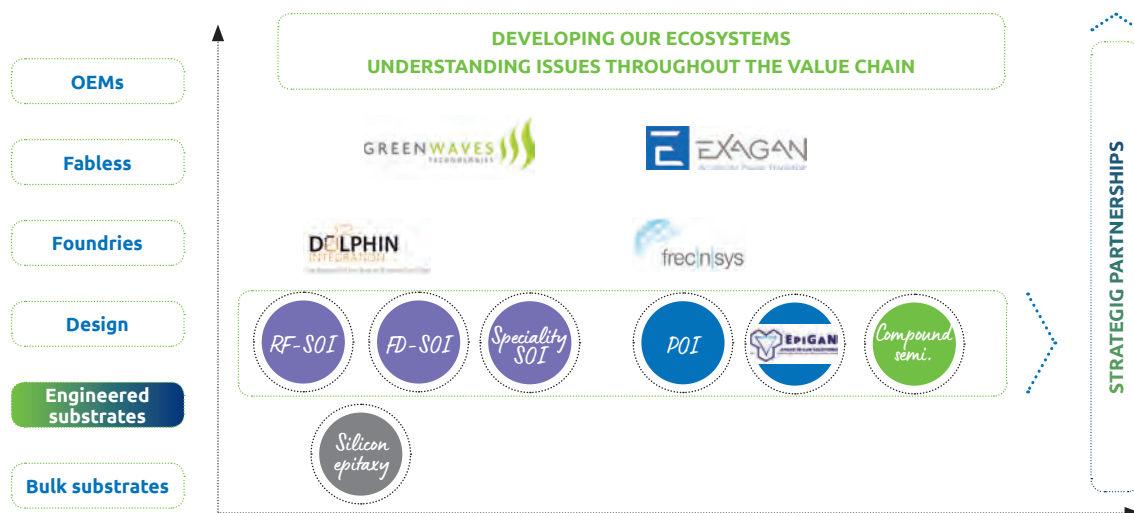 DEVELOPING OUR ECOSYSTEMS
UNDERSTANDING ISSUES THROUGHOUT THE VALUE CHAIN
OEMs
Fabless
Foundries
Design
Engineered
substrates
Bulk substrates
GREENWAVES
TECHNOLOGIES
EXAGAN
DOLPHIN
INTEGRATION
frec|n|sys
RF-SOI
FD-SOI
Speciality
SOI
POI
EPIGAN
Compound
semi.
Silicon
epitaxy
STRATEGIG PARTNERSHIPS